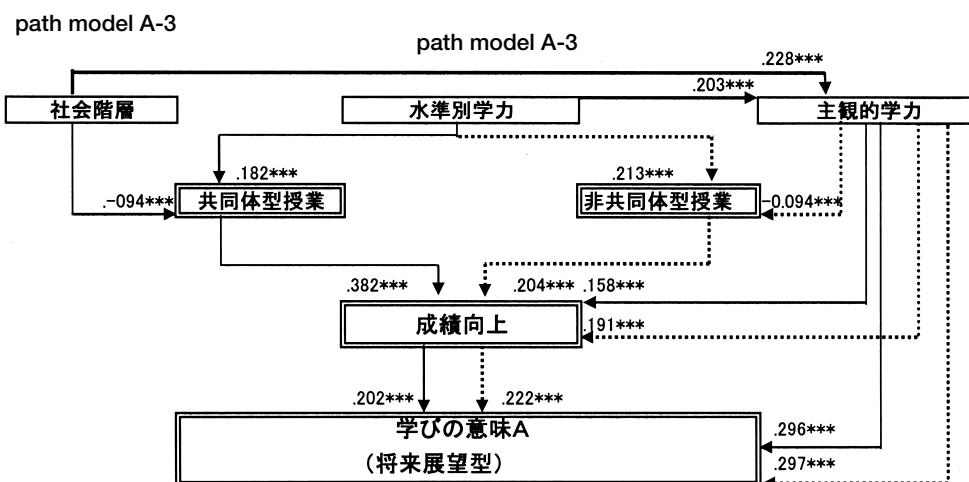 path model A-3
path model A-3
.228***
.203***
社会階層
水準別学力
主観的学力
.182***
.213***
.-094***
共同体型授業
非共同体型授業
-0.094***
.382***
.204***
.158***
成績向上
.191***
.202***
.222***
学びの意味A
(将来展望型)
.296***
.297***